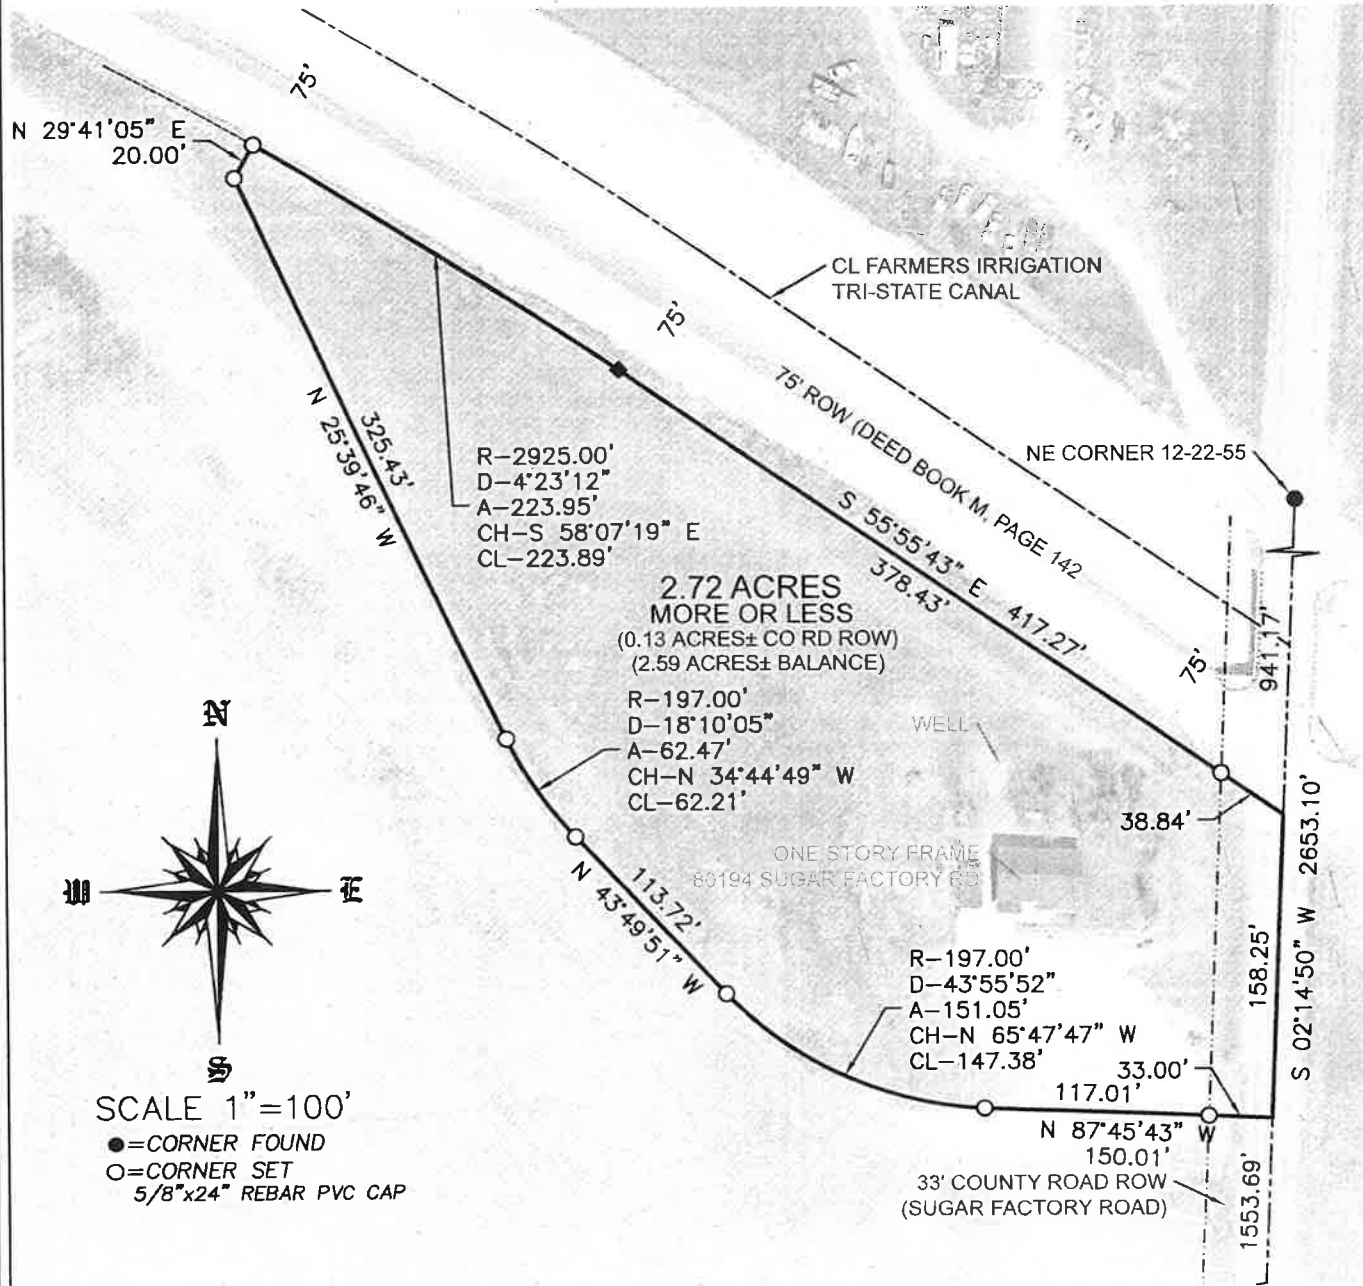 75'
N 29°41'05" E
20.00'
CL FARMERS IRRIGATION
TRI-STATE CANAL
75'
75' ROW (DEED BOOK M, PAGE 142
NE CORNER 12-22-55
325.43'
N 25°39'46" W
R-2925.00'
D-4°23'12"
A-223.95'
CH-S 58°07'19" E
CL-223.89'
S 55°55'43" E 417.27'
378.43'
2.72 ACRES
MORE OR LESS
(0.13 ACRES± CO RD ROW)
(2.59 ACRES± BALANCE)
75'
941.17'
R-197.00'
D-18°10'05"
A-62.47'
CH-N 34°44'49" W
CL-62.21'
WELL
38.84'
N
W
E
S
ONE STORY FRAME
80194 SUGAR FACTORY RD
113.72'
N 43°49'51" W
S 02°14'50" W 2653.10'
158.25'
R-197.00'
D-43°55'52"
A-151.05'
CH-N 65°47'47" W
CL-147.38'
33.00'
117.01'
N 87°45'43" W
150.01'
33' COUNTY ROAD ROW
(SUGAR FACTORY ROAD)
1553.69'
SCALE 1"=100'
●=CORNER FOUND
○=CORNER SET
5/8"x24" REBAR PVC CAP